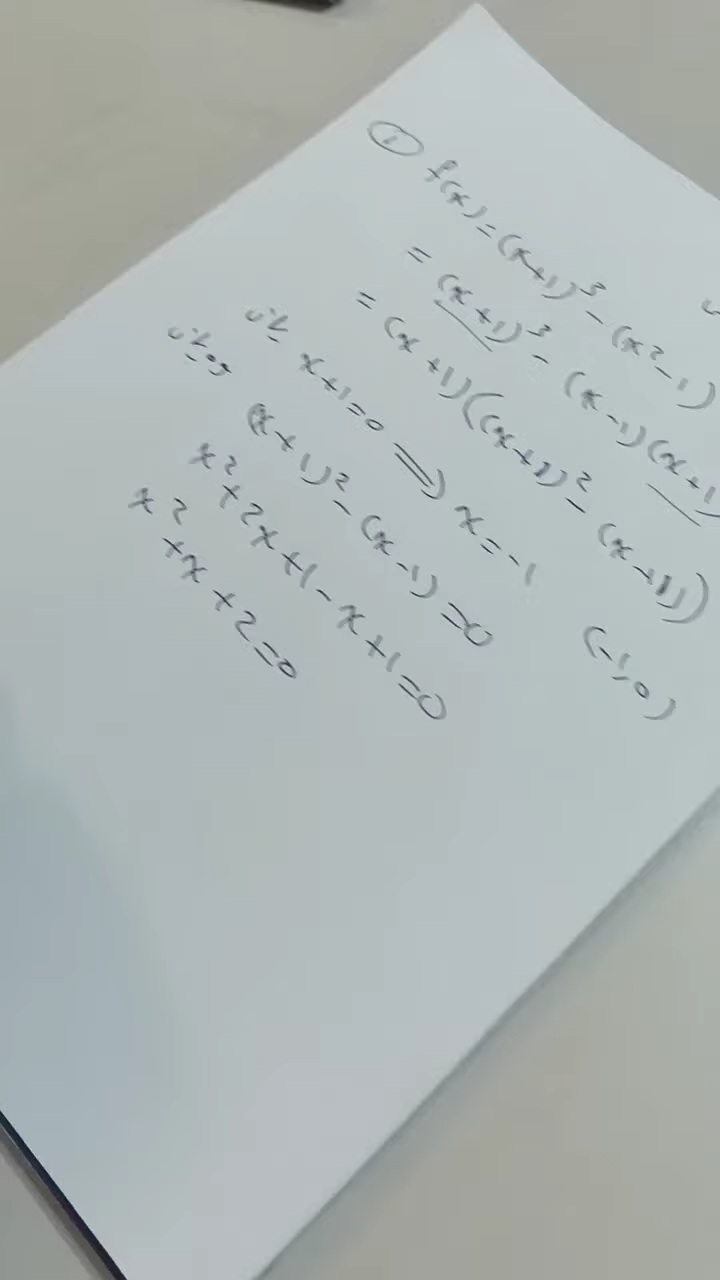 ① f(x) = (x+1)³ - (x²-1)
= (x+1)³ - (x-1)(x+1
= (x+1)((x+1)² - (x+1))
x+1=0 ⟹ x=-1 (-1,0)
(x+1)² - (x-1) = 0
x² + 2x + 1 - x + 1 = 0
x² + x + 2 = 0